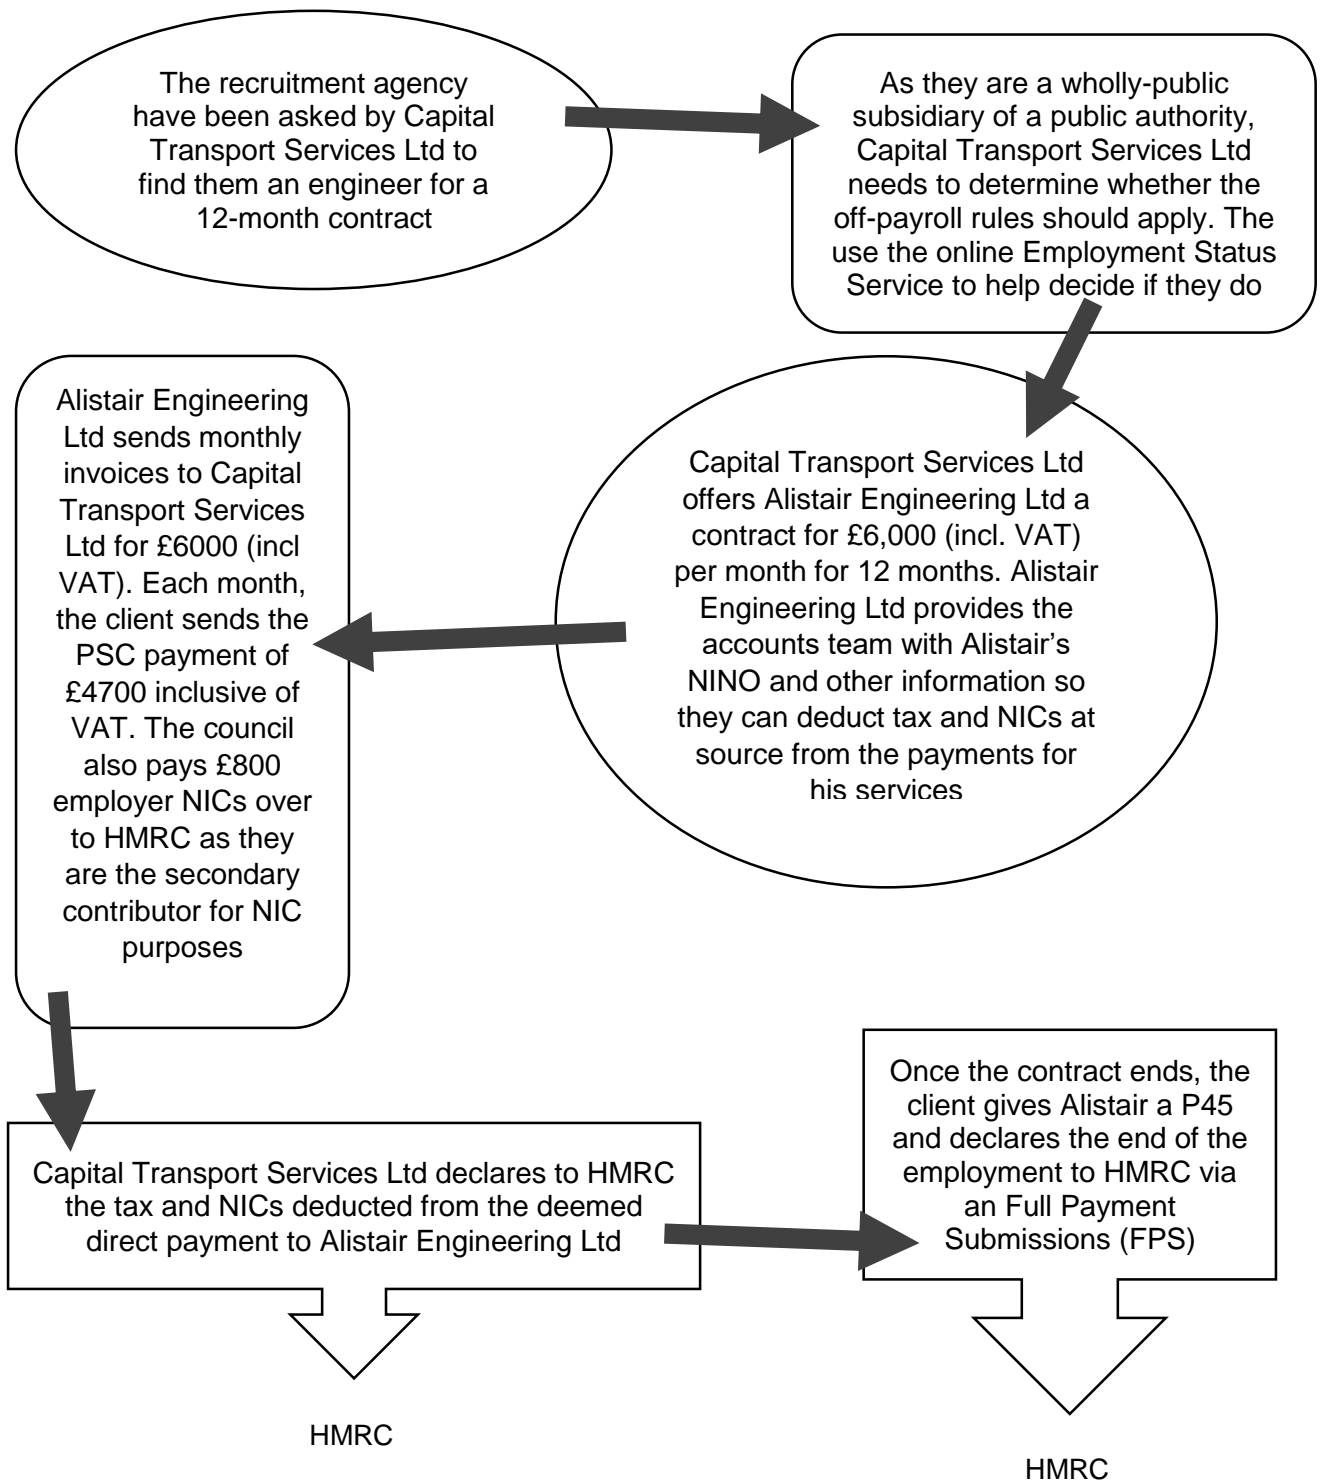 The recruitment agency
have been asked by Capital
Transport Services Ltd to
find them an engineer for a
12-month contract
As they are a wholly-public
subsidiary of a public authority,
Capital Transport Services Ltd
needs to determine whether the
off-payroll rules should apply. The
use the online Employment Status
Service to help decide if they do
Capital Transport Services Ltd
offers Alistair Engineering Ltd a
contract for £6,000 (incl. VAT)
per month for 12 months. Alistair
Engineering Ltd provides the
accounts team with Alistair’s
NINO and other information so
they can deduct tax and NICs at
source from the payments for
his services
Alistair Engineering
Ltd sends monthly
invoices to Capital
Transport Services
Ltd for £6000 (incl
VAT). Each month,
the client sends the
PSC payment of
£4700 inclusive of
VAT. The council
also pays £800
employer NICs over
to HMRC as they
are the secondary
contributor for NIC
purposes
Capital Transport Services Ltd declares to HMRC
the tax and NICs deducted from the deemed
direct payment to Alistair Engineering Ltd
HMRC
Once the contract ends, the
client gives Alistair a P45
and declares the end of the
employment to HMRC via
an Full Payment
Submissions (FPS)
HMRC